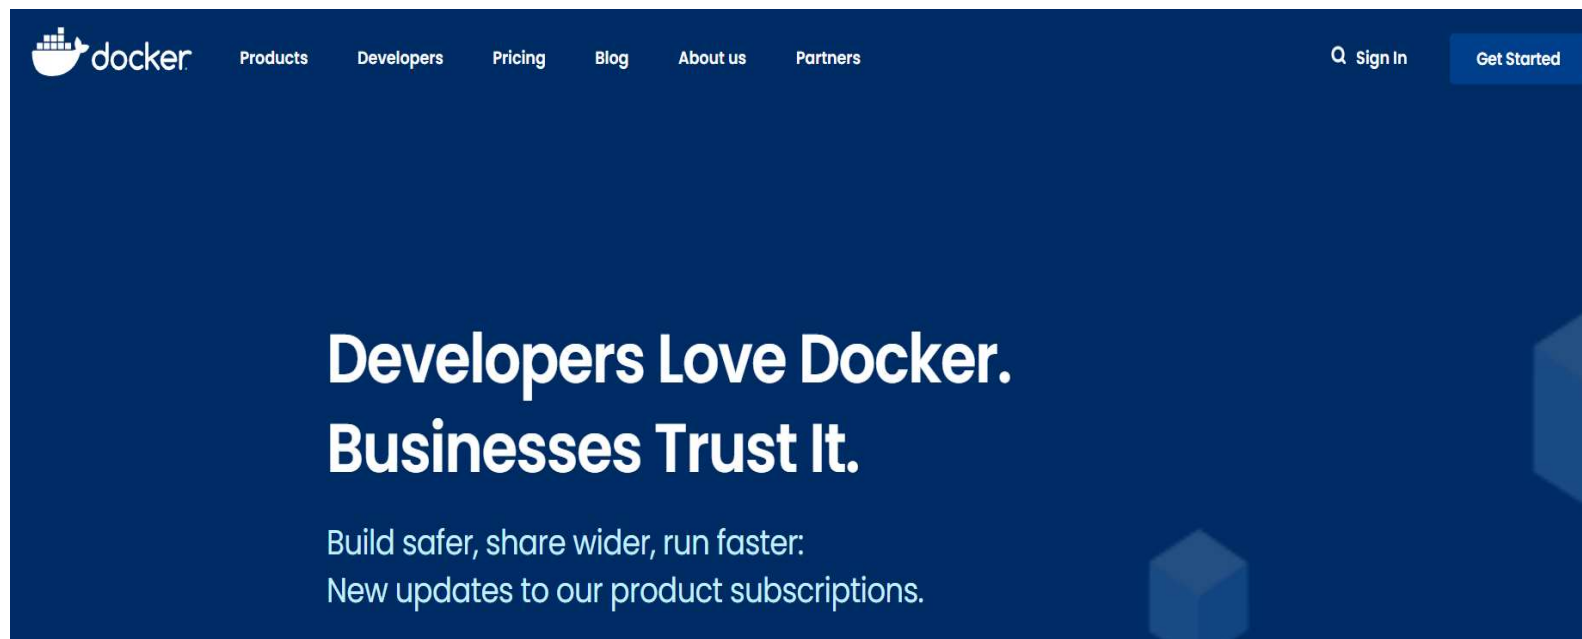 docker
Products Developers Pricing Blog About us Partners
Sign In Get Started
Developers Love Docker.
Businesses Trust It.
Build safer, share wider, run faster:
New updates to our product subscriptions.